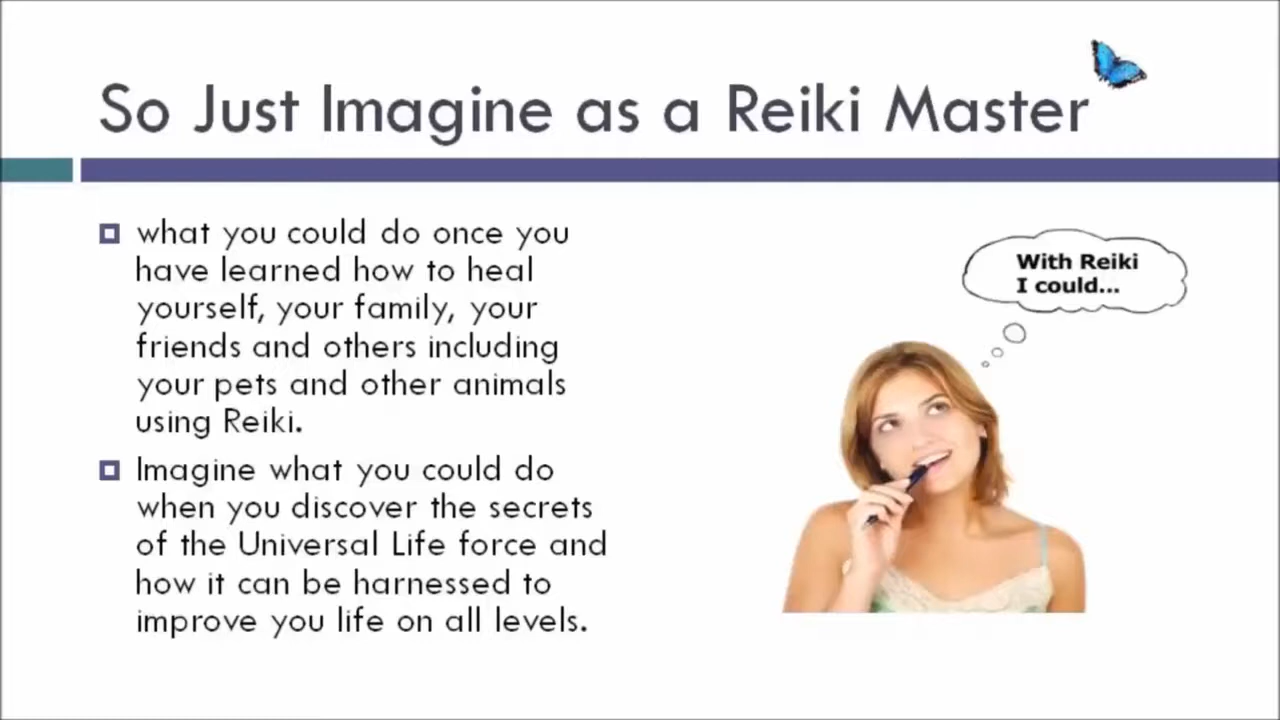 So Just Imagine as a Reiki Master
what you could do once you
have learned how to heal
yourself, your family, your
friends and others including
your pets and other animals
using Reiki.
Imagine what you could do
when you discover the secrets
of the Universal Life force and
how it can be harnessed to
improve you life on all levels.
With Reiki
I could...